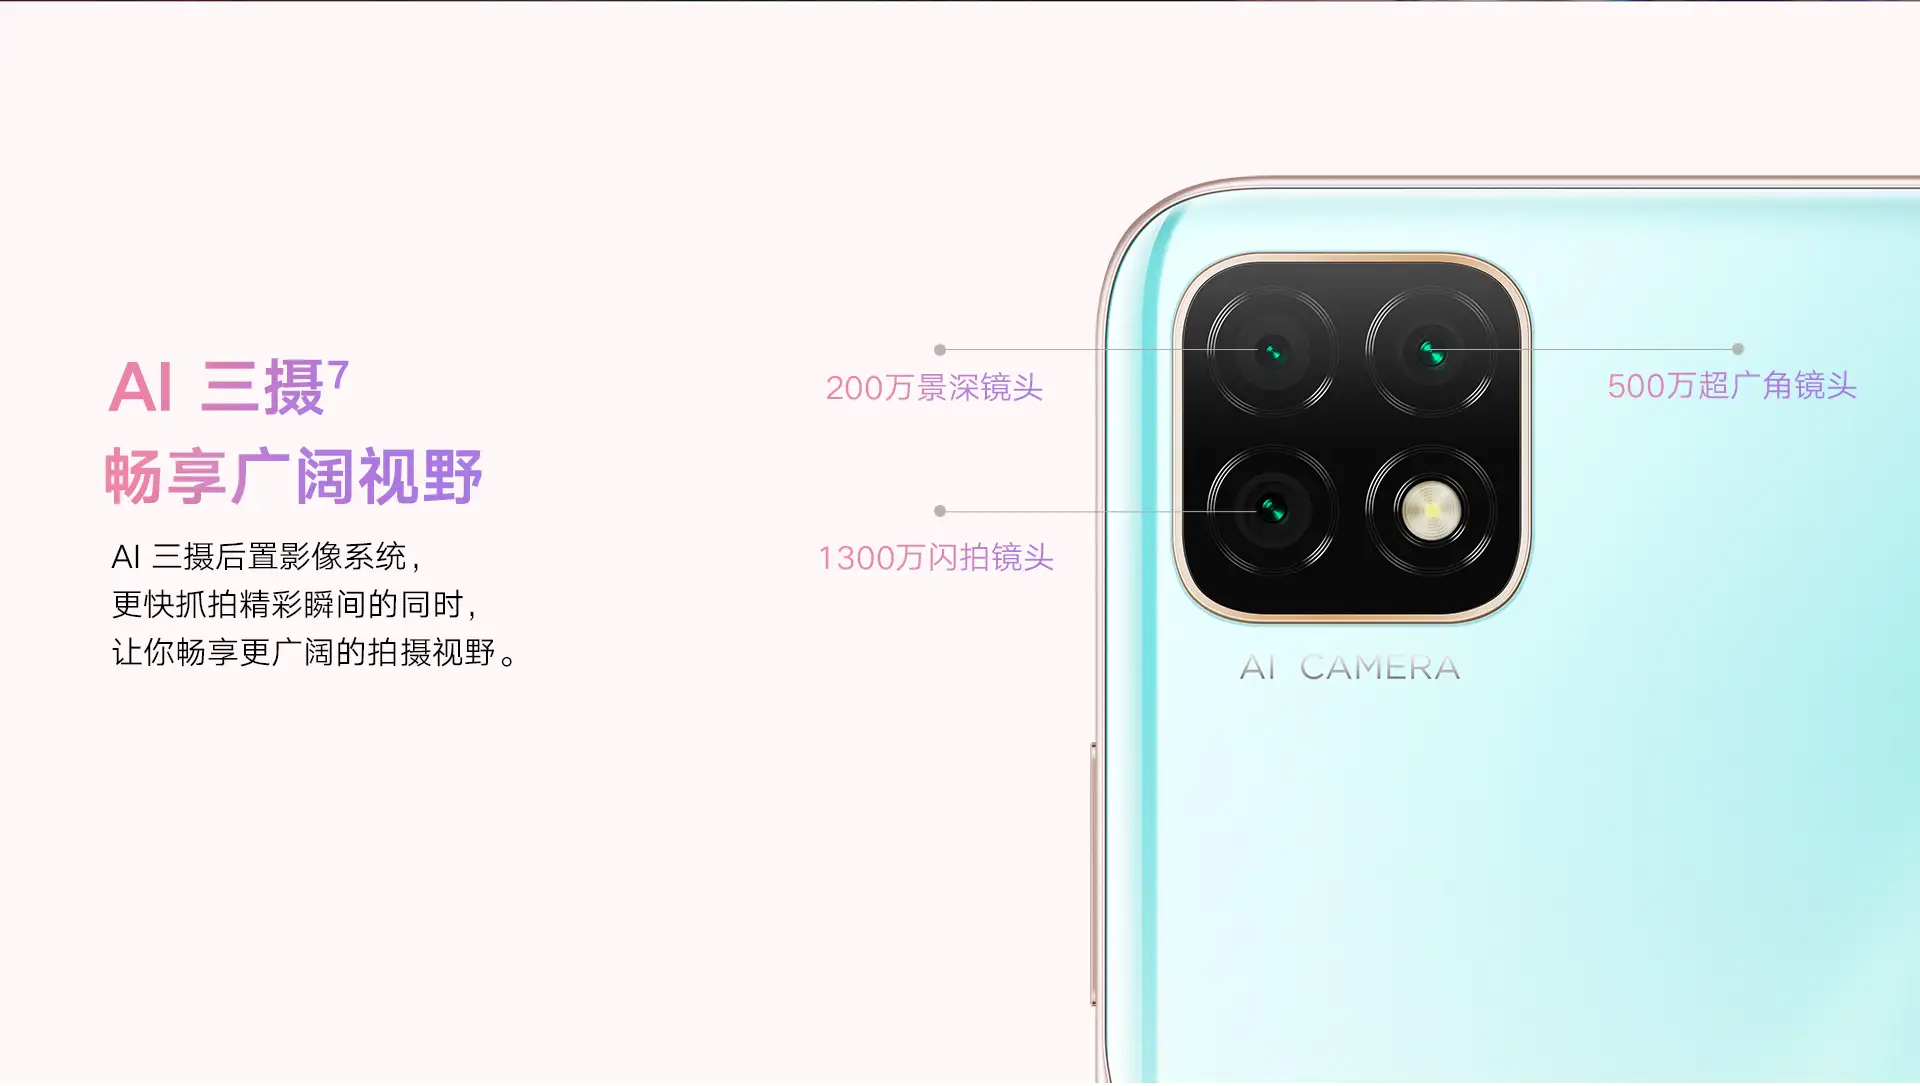 AI 三摄7
畅享广阔视野
AI 三摄后置影像系统，
更快抓拍精彩瞬间的同时，
让你畅享更广阔的拍摄视野。
200万景深镜头
500万超广角镜头
1300万闪拍镜头
AI CAMERA